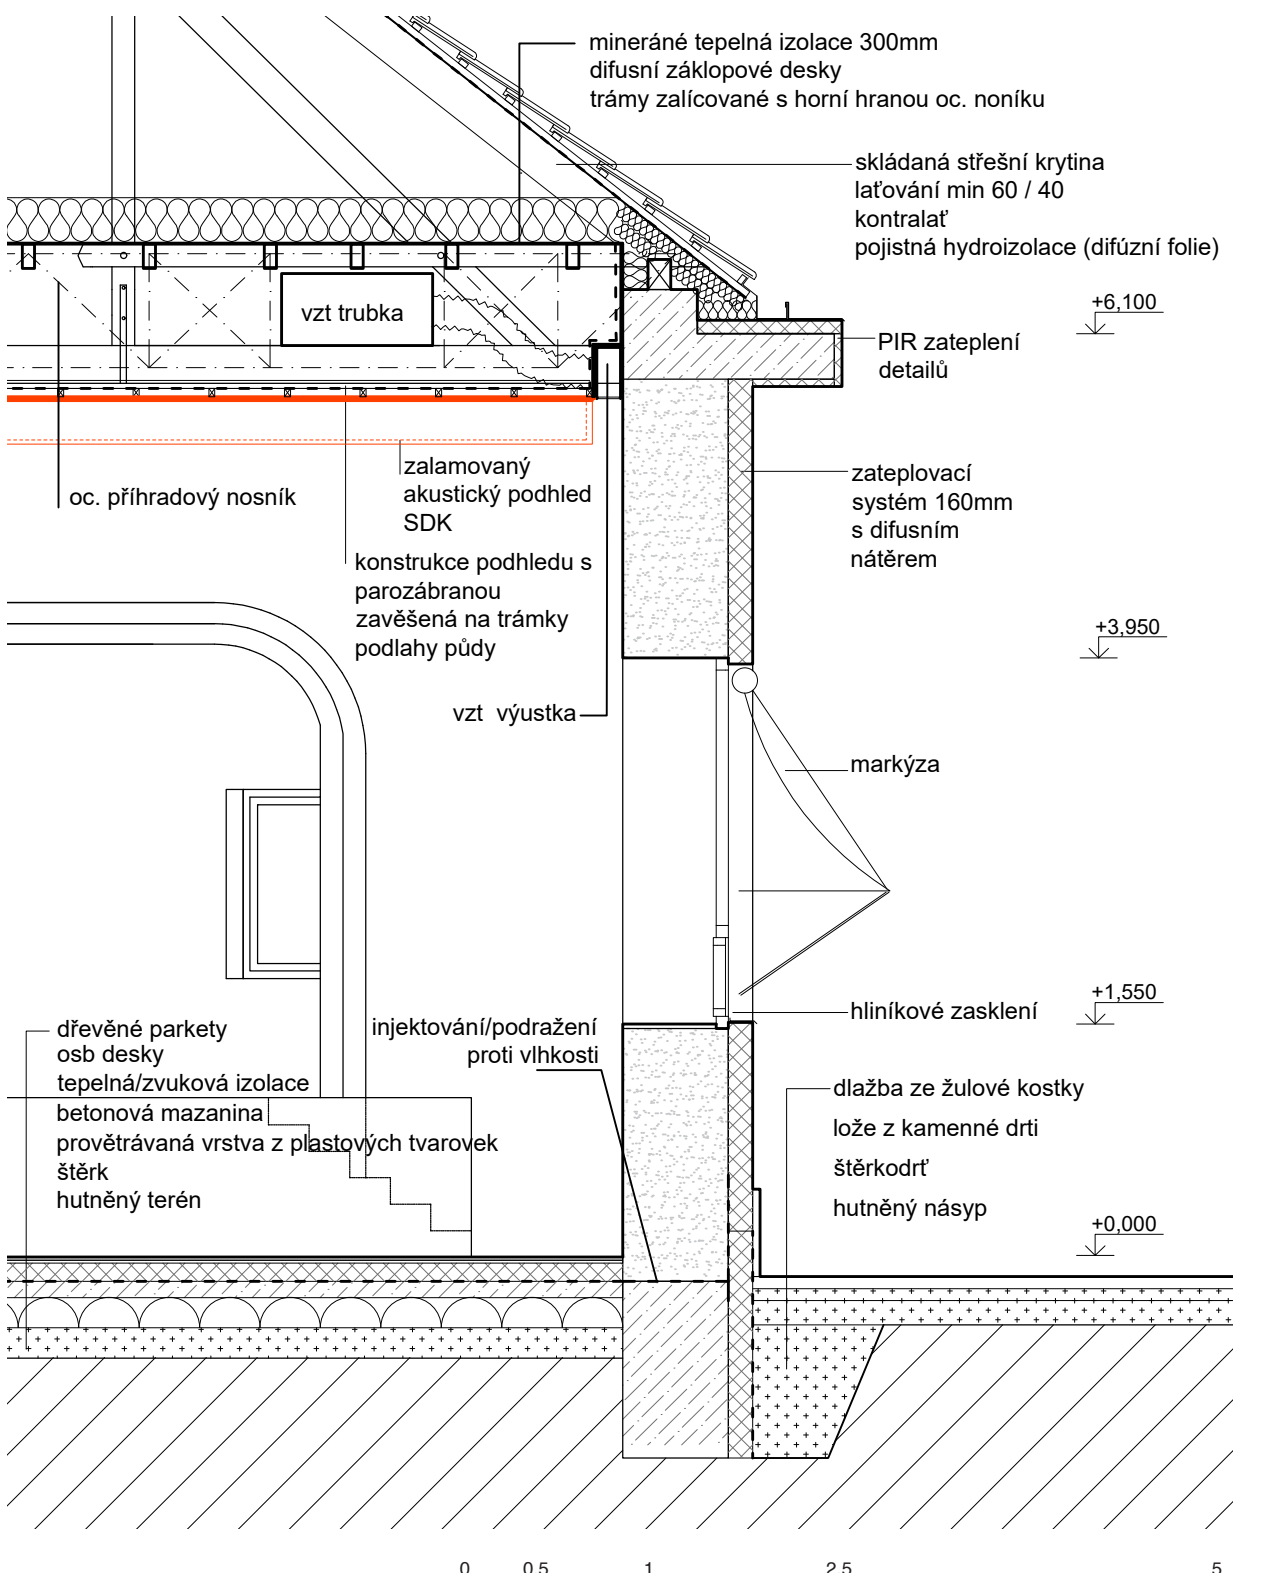 mineráné tepelná izolace 300mm
difusní záklopové desky
trámy zalícované s horní hranou oc. noníku
skládaná střešní krytina
laťování min 60 / 40
kontralať
pojistná hydroizolace (difúzní folie)
+6,100
vzt trubka
PIR zateplení
detailů
zalamovaný
akustický podhled
SDK
oc. příhradový nosník
zateplovací
systém 160mm
s difusním
nátěrem
konstrukce podhledu s
parozábranou
zavěšená na trámky
podlahy půdy
+3,950
vzt výustka
markýza
+1,550
hliníkové zasklení
dřevěné parkety
osb desky
tepelná/zvuková izolace
betonová mazanina
provětrávaná vrstva z plastových tvarovek
štěrk
hutněný terén
injektování/podražení
proti vlhkosti
dlažba ze žulové kostky
lože z kamenné drti
štěrkodrť
hutněný násyp
+0,000
0 0,5 1 2,5 5